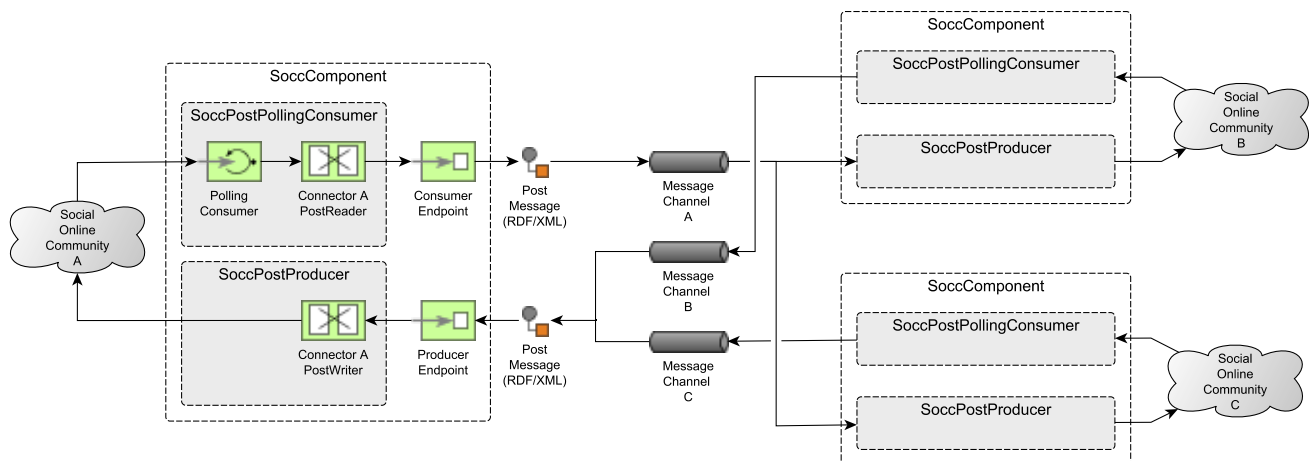 SoccComponent
SoccPostPollingConsumer
Polling
Consumer
Connector A
PostReader
Consumer
Endpoint
Post
Message
(RDF/XML)
Social
Online
Community
A
SoccPostProducer
Connector A
PostWriter
Producer
Endpoint
Post
Message
(RDF/XML)
Message
Channel
A
Message
Channel
B
Message
Channel
C
SoccComponent
SoccPostPollingConsumer
SoccPostProducer
Social
Online
Community
B
SoccComponent
SoccPostPollingConsumer
SoccPostProducer
Social
Online
Community
C